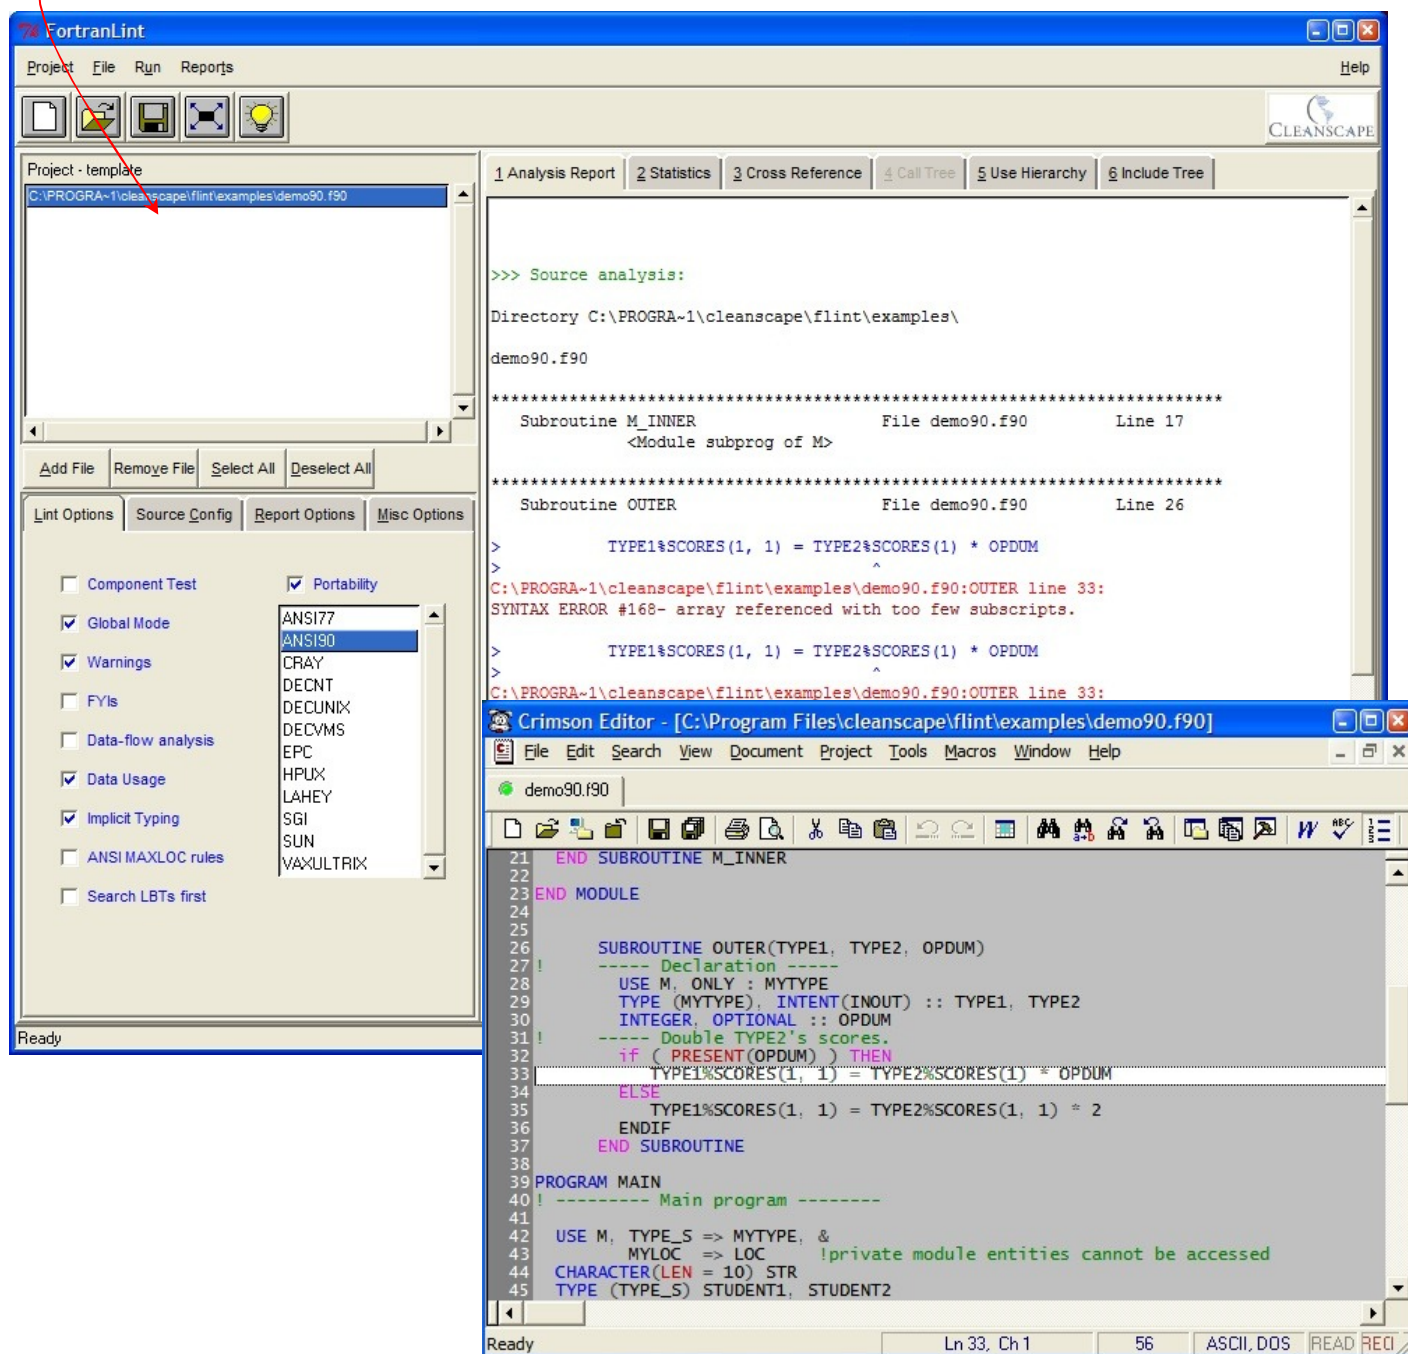 FortranLint
Project File Run Reports Help
CLEANSCAPE
Project - template
C:\PROGRA~1\cleanscape\flint\examples\demo90.f90
Add File Remove File Select All Deselect All
Lint Options Source Config Report Options Misc Options
Component Test
Global Mode
Warnings
FYIs
Data-flow analysis
Data Usage
Implicit Typing
ANSI MAXLOC rules
Search LBTs first
Portability
ANSI77
ANSI90
CRAY
DECNT
DECUNIX
DECVMS
EPC
HPUX
LAHEY
SGI
SUN
VAXULTRIX
Ready
1 Analysis Report 2 Statistics 3 Cross Reference 4 Call Tree 5 Use Hierarchy 6 Include Tree
>>> Source analysis:
Directory C:\PROGRA~1\cleanscape\flint\examples\
demo90.f90
***************************************************************************
Subroutine M_INNER File demo90.f90 Line 17
<Module subprog of M>
***************************************************************************
Subroutine OUTER File demo90.f90 Line 26
> TYPE1%SCORES(1, 1) = TYPE2%SCORES(1) * OPDUM
> ^
C:\PROGRA~1\cleanscape\flint\examples\demo90.f90:OUTER line 33:
SYNTAX ERROR #168- array referenced with too few subscripts.
> TYPE1%SCORES(1, 1) = TYPE2%SCORES(1) * OPDUM
> ^
C:\PROGRA~1\cleanscape\flint\examples\demo90.f90:OUTER line 33:
Crimson Editor - [C:\Program Files\cleanscape\flint\examples\demo90.f90]
File Edit Search View Document Project Tools Macros Window Help
demo90.f90
21 END SUBROUTINE M_INNER
22
23 END MODULE
24
25
26 SUBROUTINE OUTER(TYPE1, TYPE2, OPDUM)
27 ! ----- Declaration -----
28 USE M, ONLY : MYTYPE
29 TYPE (MYTYPE), INTENT(INOUT) :: TYPE1, TYPE2
30 INTEGER, OPTIONAL :: OPDUM
31 ! ----- Double TYPE2's scores.
32 if ( PRESENT(OPDUM) ) THEN
33 TYPE1%SCORES(1, 1) = TYPE2%SCORES(1) * OPDUM
34 ELSE
35 TYPE1%SCORES(1, 1) = TYPE2%SCORES(1, 1) * 2
36 ENDIF
37 END SUBROUTINE
38
39 PROGRAM MAIN
40 ! --------- Main program --------
41
42 USE M, TYPE_S => MYTYPE, &
43 MYLOC => LOC !private module entities cannot be accessed
44 CHARACTER(LEN = 10) STR
45 TYPE (TYPE_S) STUDENT1, STUDENT2
Ready Ln 33, Ch 1 56 ASCII, DOS READ REC